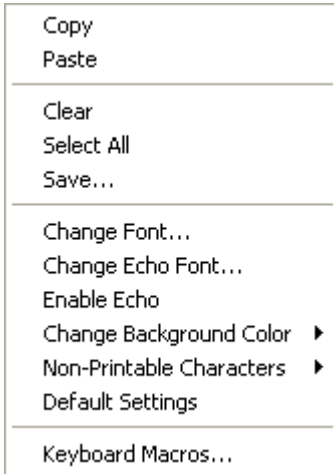 Copy
Paste
Clear
Select All
Save...
Change Font...
Change Echo Font...
Enable Echo
Change Background Color
Non-Printable Characters
Default Settings
Keyboard Macros...